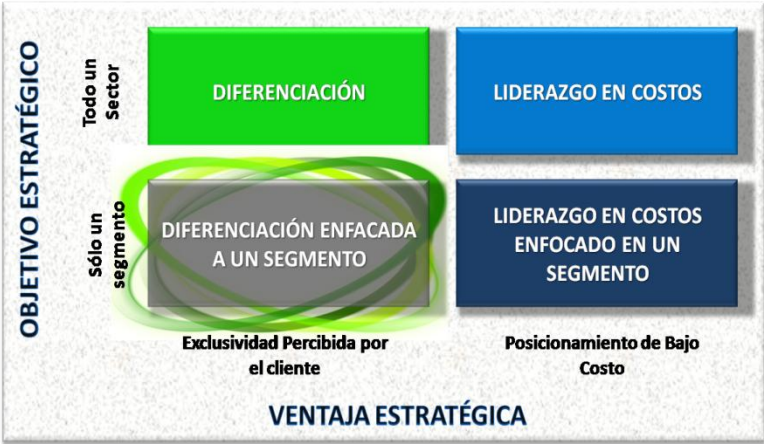 OBJETIVO ESTRATÉGICO
Todo un
Sector
DIFERENCIACIÓN
LIDERAZGO EN COSTOS
Sólo un
segmento
DIFERENCIACIÓN ENFACADA
A UN SEGMENTO
LIDERAZGO EN COSTOS
ENFOCADO EN UN
SEGMENTO
Exclusividad Percibida por
el cliente
Posicionamiento de Bajo
Costo
VENTAJA ESTRATÉGICA